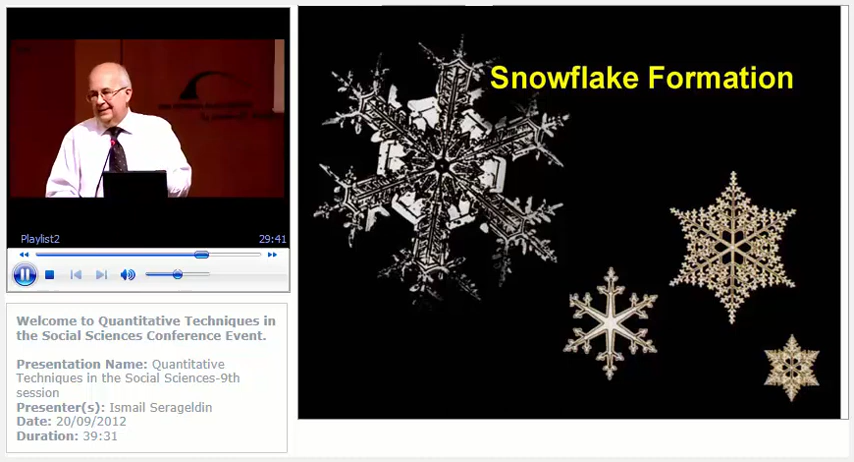 Snowflake Formation
Playlist2
29:41
Welcome to Quantitative Techniques in
the Social Sciences Conference Event.
Presentation Name: Quantitative
Techniques in the Social Sciences-9th
session
Presenter(s): Ismail Serageldin
Date: 20/09/2012
Duration: 39:31